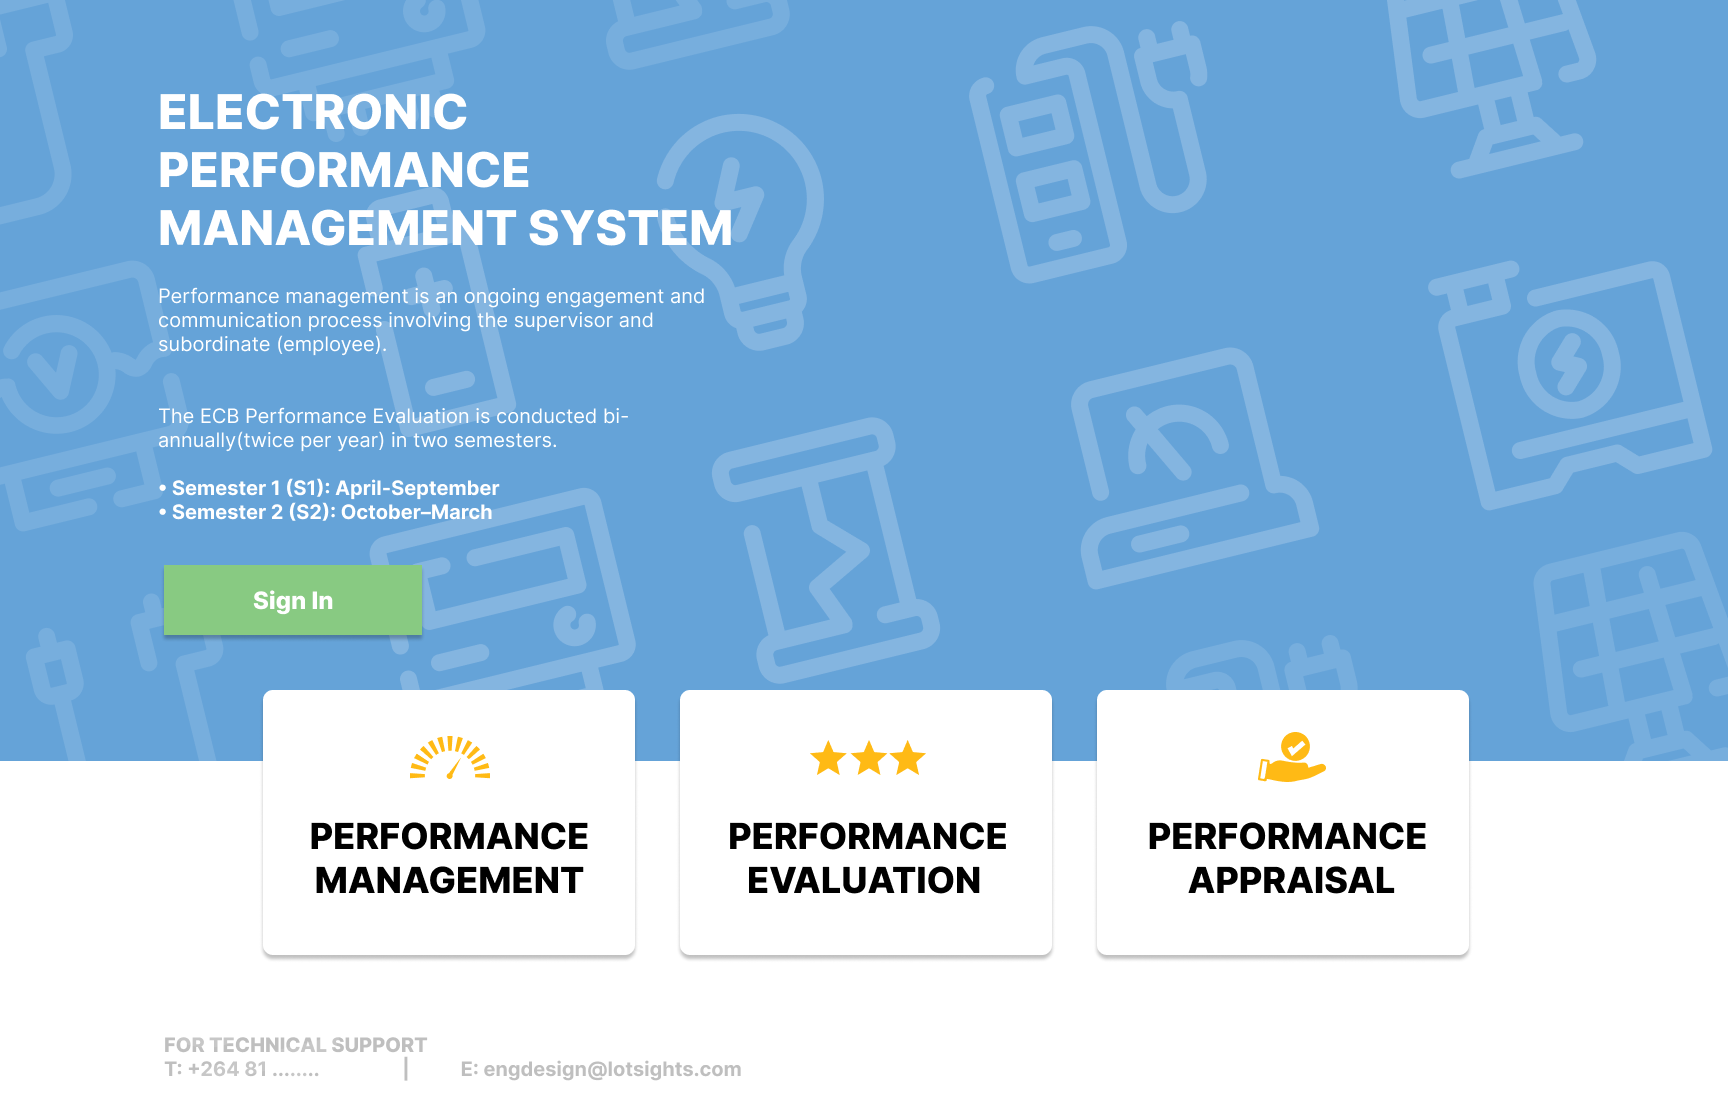 ELECTRONIC
PERFORMANCE
MANAGEMENT SYSTEM
Performance management is an ongoing engagement and
communication process involving the supervisor and
subordinate (employee).
The ECB Performance Evaluation is conducted bi-
annually(twice per year) in two semesters.
• Semester 1 (S1): April-September
• Semester 2 (S2): October–March
Sign In
PERFORMANCE
MANAGEMENT
PERFORMANCE
EVALUATION
PERFORMANCE
APPRAISAL
FOR TECHNICAL SUPPORT
T: +264 81 ........ | E: engdesign@lotsights.com